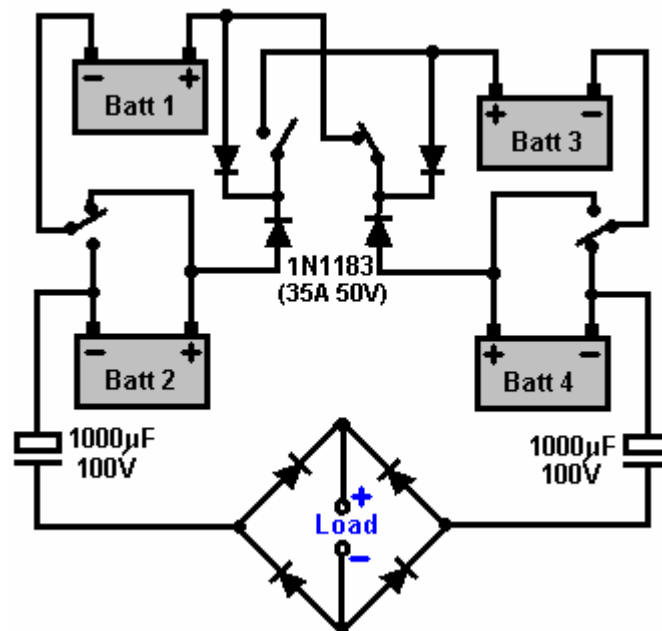 - +
Batt 1
+ -
Batt 3
1N1183
(35A 50V)
- +
Batt 2
+ -
Batt 4
1000µF
100V
1000µF
100V
+
Load
-